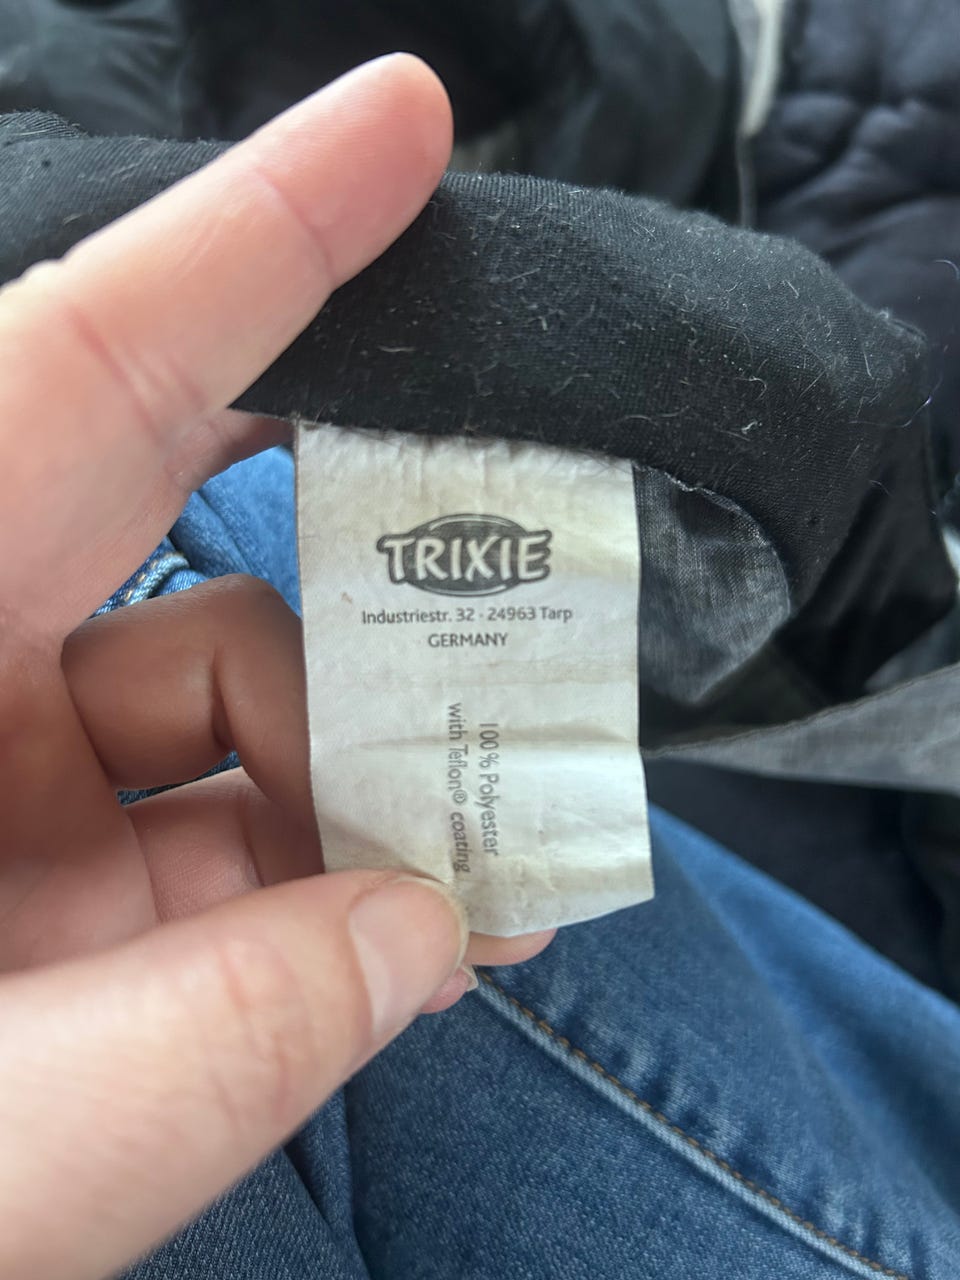 TRIXIE
Industriestr. 32 - 24963 Tarp
GERMANY
100% Polyester
with Teflon® coating